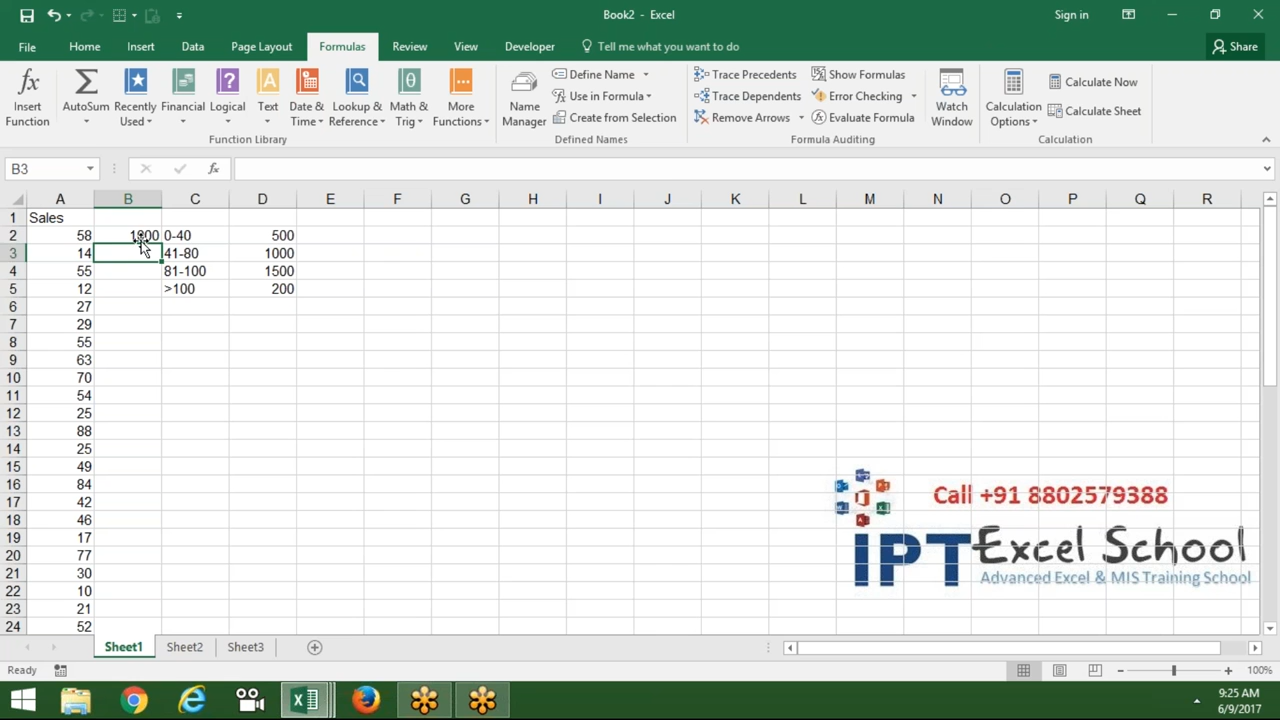 Book2 - Excel
Sign in
File Home Insert Data Page Layout Formulas Review View Developer Tell me what you want to do Share
Insert Function
AutoSum
Recently Used
Financial
Logical
Text
Date & Time
Lookup & Reference
Math & Trig
More Functions
Function Library
Name Manager
Define Name
Use in Formula
Create from Selection
Defined Names
Trace Precedents
Trace Dependents
Remove Arrows
Show Formulas
Error Checking
Evaluate Formula
Formula Auditing
Watch Window
Calculation Options
Calculate Now
Calculate Sheet
Calculation
B3 fx
A B C D E F G H I J K L M N O P Q R
1 Sales
2 58 0-40 500
3 14 41-80 1000
4 55 81-100 1500
5 12 >100 200
6 27
7 29
8 55
9 63
10 70
11 54
12 25
13 88
14 25
15 49
16 84
17 42
18 46
19 17
20 77
21 30
22 10
23 21
24 52
Call +91 8802579388
IPT Excel School
Advanced Excel & MIS Training School
Sheet1 Sheet2 Sheet3
Ready 100%
9:25 AM
6/9/2017